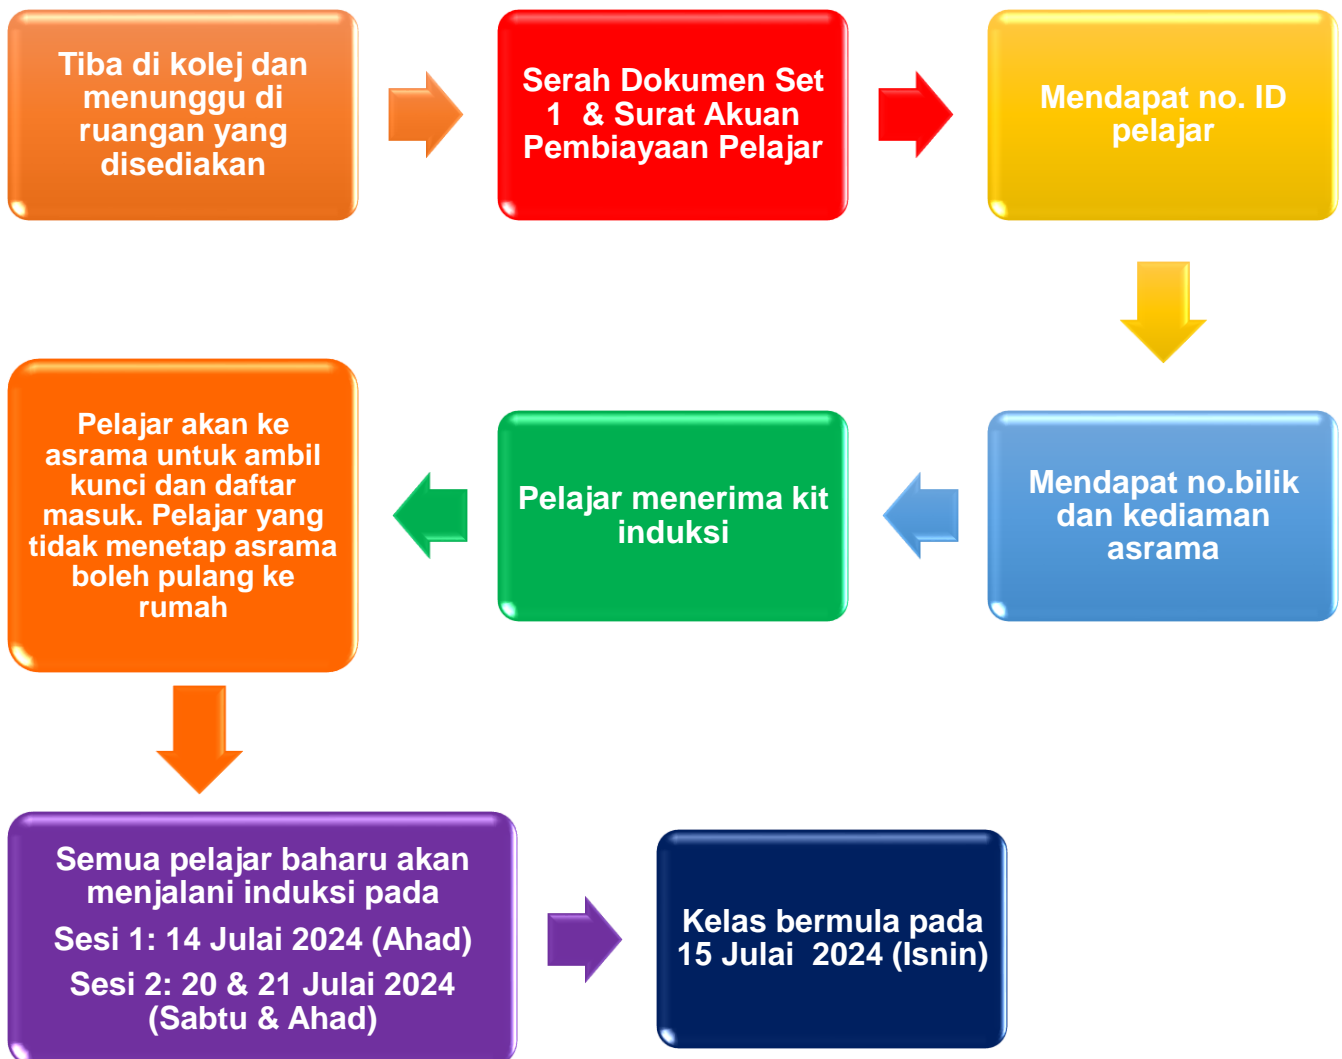 Tiba di kolej dan
menunggu di
ruangan yang
disediakan
Serah Dokumen Set
1 & Surat Akuan
Pembiayaan Pelajar
Mendapat no. ID
pelajar
Mendapat no.bilik
dan kediaman
asrama
Pelajar menerima kit
induksi
Pelajar akan ke
asrama untuk ambil
kunci dan daftar
masuk. Pelajar yang
tidak menetap asrama
boleh pulang ke
rumah
Semua pelajar baharu akan
menjalani induksi pada
Sesi 1: 14 Julai 2024 (Ahad)
Sesi 2: 20 & 21 Julai 2024
(Sabtu & Ahad)
Kelas bermula pada
15 Julai 2024 (Isnin)